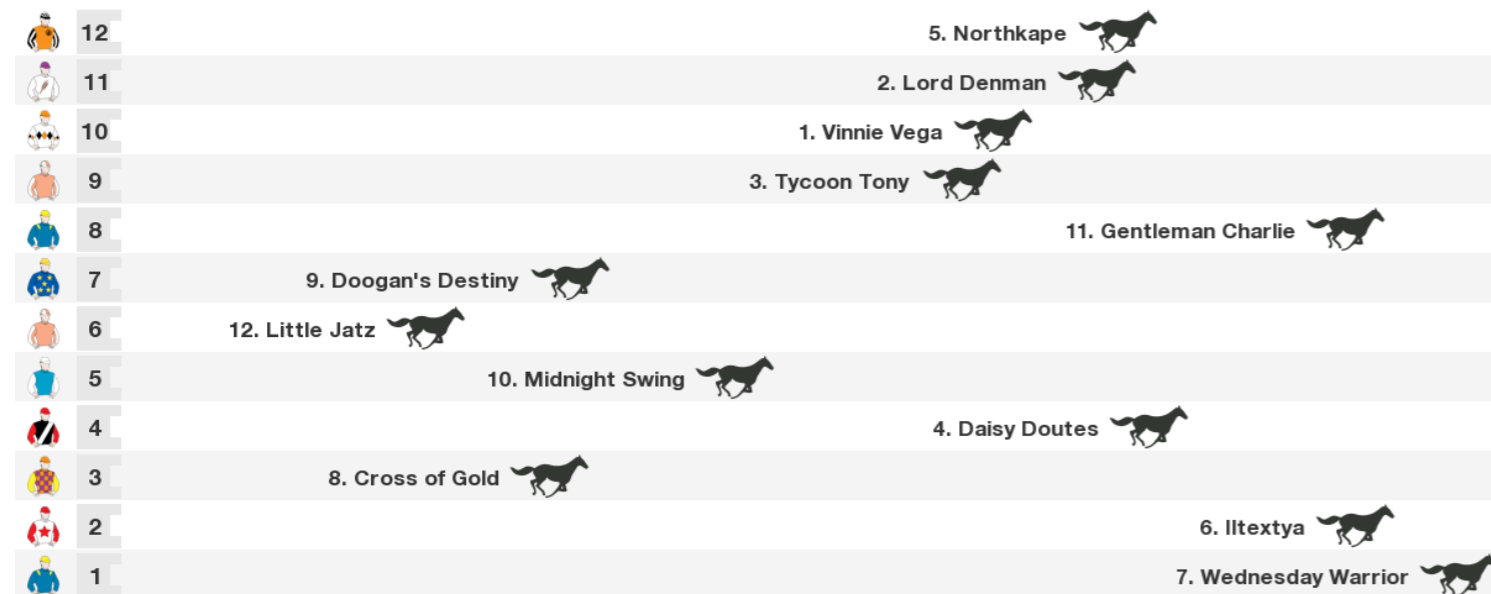 12 5. Northkape
11 2. Lord Denman
10 1. Vinnie Vega
9 3. Tycoon Tony
8 11. Gentleman Charlie
7 9. Doogan's Destiny
6 12. Little Jatz
5 10. Midnight Swing
4 4. Daisy Doutes
3 8. Cross of Gold
2 6. Iltextya
1 7. Wednesday Warrior